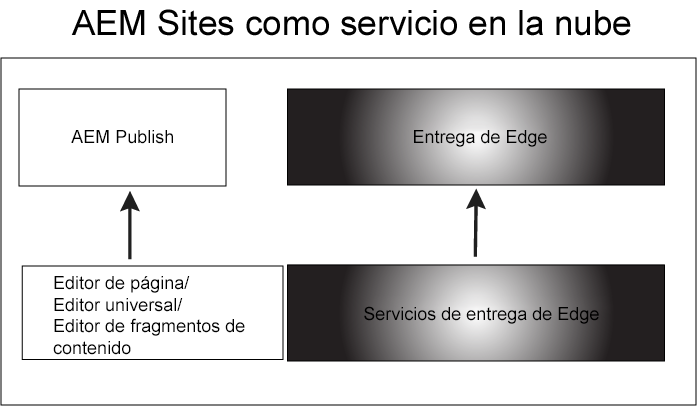 AEM Sites como servicio en la nube
AEM Publish
Entrega de Edge
Editor de página/
Editor universal/
Editor de fragmentos de
contenido
Servicios de entrega de Edge